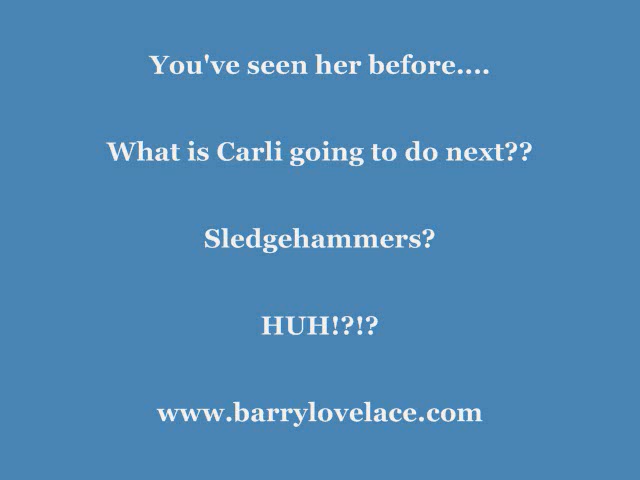 You've seen her before....
What is Carli going to do next??
Sledgehammers?
HUH!?!?
www.barrylovelace.com